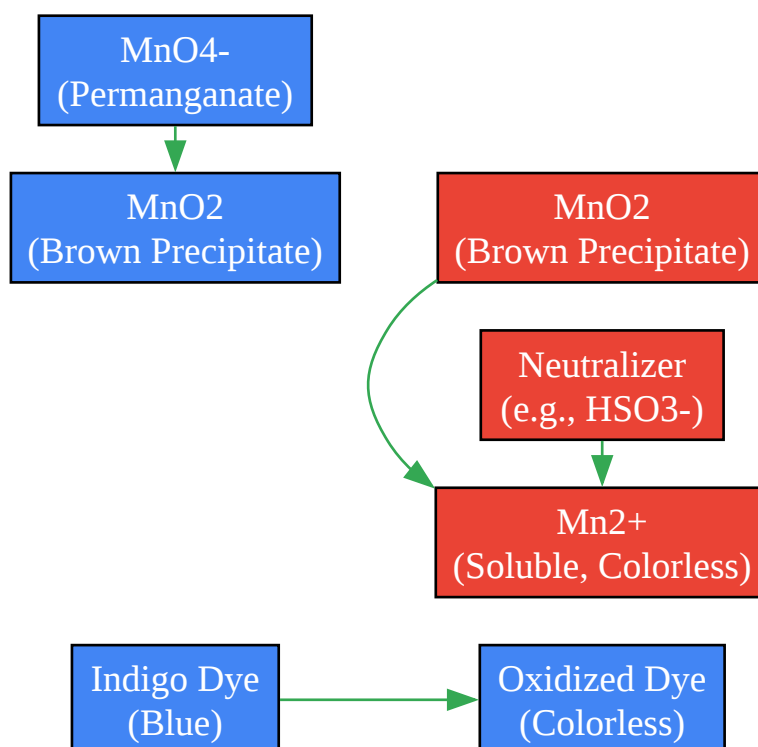 MnO4-
(Permanganate)
MnO2
(Brown Precipitate)
MnO2
(Brown Precipitate)
Neutralizer
(e.g., HSO3-)
Mn2+
(Soluble, Colorless)
Indigo Dye
(Blue)
Oxidized Dye
(Colorless)